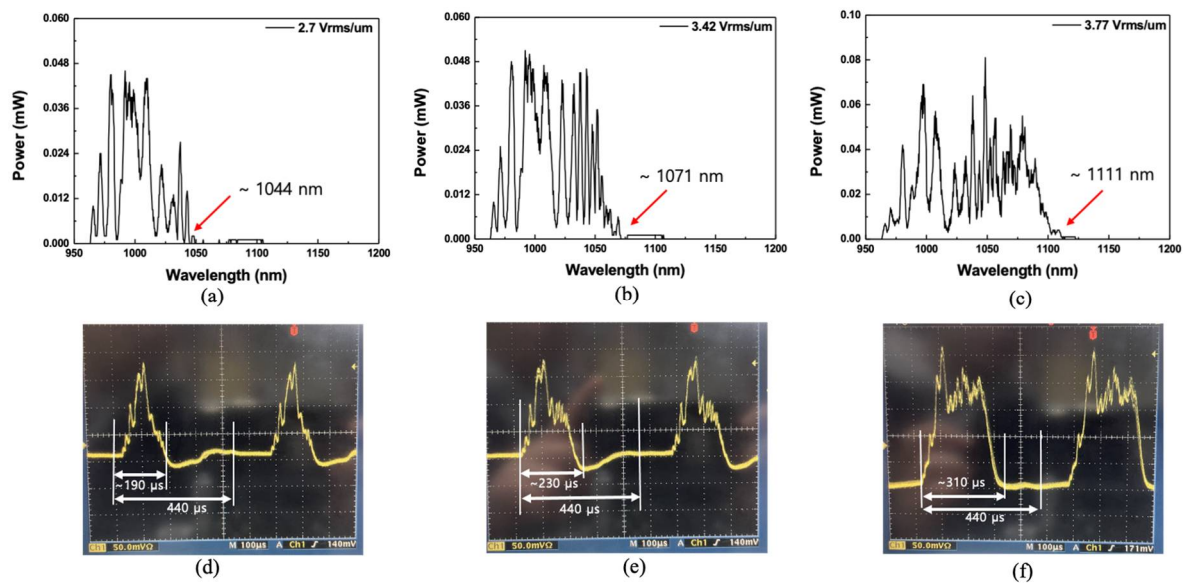 2.7 Vrms/um
Power (mW)
0.060
0.048
0.036
0.024
0.012
0.000
~ 1044 nm
950 1000 1050 1100 1150 1200
Wavelength (nm)
(a)
3.42 Vrms/um
Power (mW)
0.060
0.048
0.036
0.024
0.012
0.000
~ 1071 nm
950 1000 1050 1100 1150 1200
Wavelength (nm)
(b)
3.77 Vrms/um
Power (mW)
0.10
0.08
0.06
0.04
0.02
0.00
~ 1111 nm
950 1000 1050 1100 1150 1200
Wavelength (nm)
(c)
~190 µs
440 µs
Ch1 50.0mVΩ M 100µs A Ch1 140mV
(d)
~230 µs
440 µs
Ch1 50.0mVΩ M 100µs A Ch1 140mV
(e)
~310 µs
440 µs
Ch1 50.0mVΩ M 100µs A Ch1 171mV
(f)